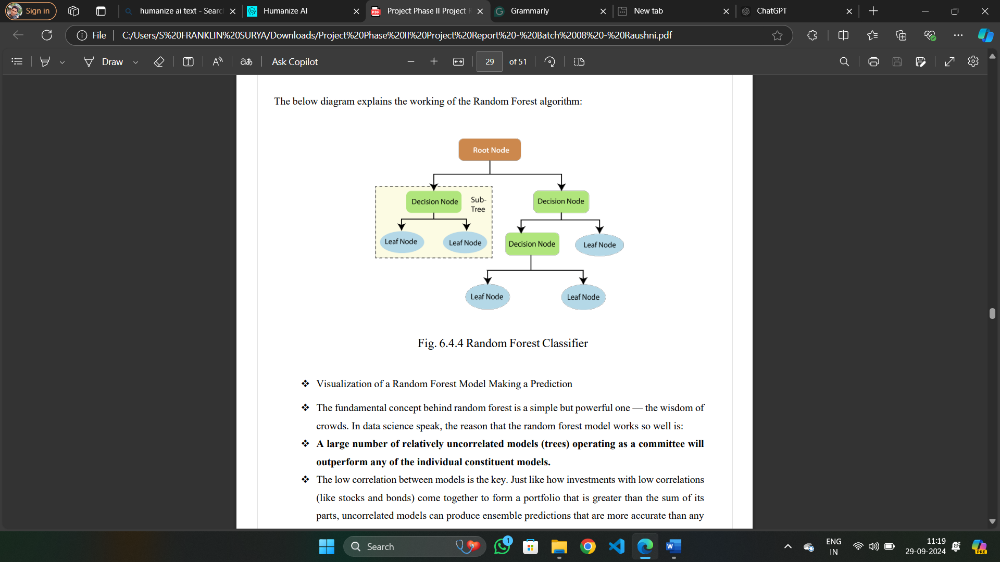 Sign in
humanize ai text - Searc
Humanize AI
Project Phase II Project R
Grammarly
New tab
ChatGPT
File
C:/Users/S%20FRANKLIN%20SURYA/Downloads/Project%20Phase%20II%20Project%20Report%20-%20Batch%2008%20-%20Raushni.pdf
Draw
aあ
Ask Copilot
29
of 51
The below diagram explains the working of the Random Forest algorithm:
Root Node
Decision Node
Sub-
Tree
Decision Node
Leaf Node
Leaf Node
Decision Node
Leaf Node
Leaf Node
Leaf Node
Fig. 6.4.4 Random Forest Classifier
❖ Visualization of a Random Forest Model Making a Prediction
❖ The fundamental concept behind random forest is a simple but powerful one — the wisdom of
crowds. In data science speak, the reason that the random forest model works so well is:
❖ A large number of relatively uncorrelated models (trees) operating as a committee will
outperform any of the individual constituent models.
❖ The low correlation between models is the key. Just like how investments with low correlations
(like stocks and bonds) come together to form a portfolio that is greater than the sum of its
parts, uncorrelated models can produce ensemble predictions that are more accurate than any
Search
1
W
ENG
IN
11:19
29-09-2024
PRE